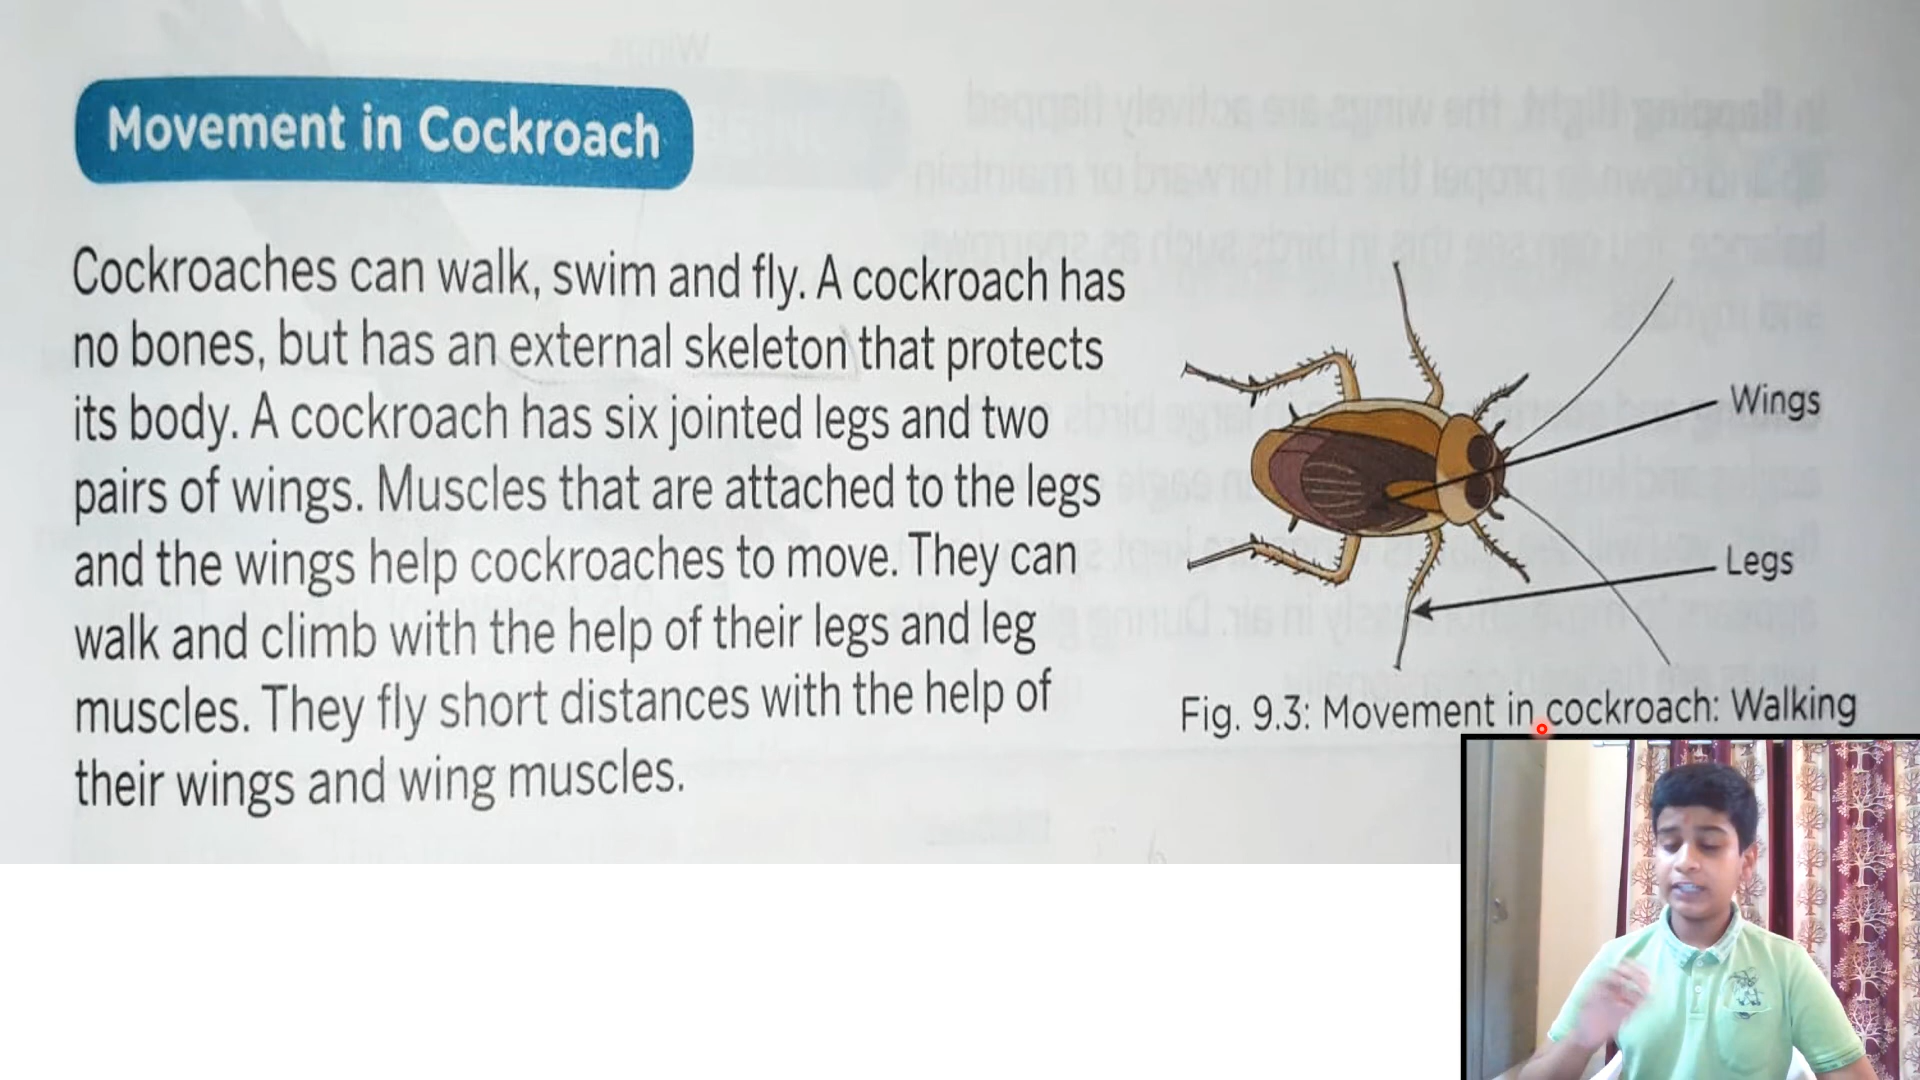 Movement in Cockroach
Cockroaches can walk, swim and fly. A cockroach has
no bones, but has an external skeleton that protects
its body. A cockroach has six jointed legs and two
pairs of wings. Muscles that are attached to the legs
and the wings help cockroaches to move. They can
walk and climb with the help of their legs and leg
muscles. They fly short distances with the help of
their wings and wing muscles.
Wings
Legs
Fig. 9.3: Movement in cockroach: Walking